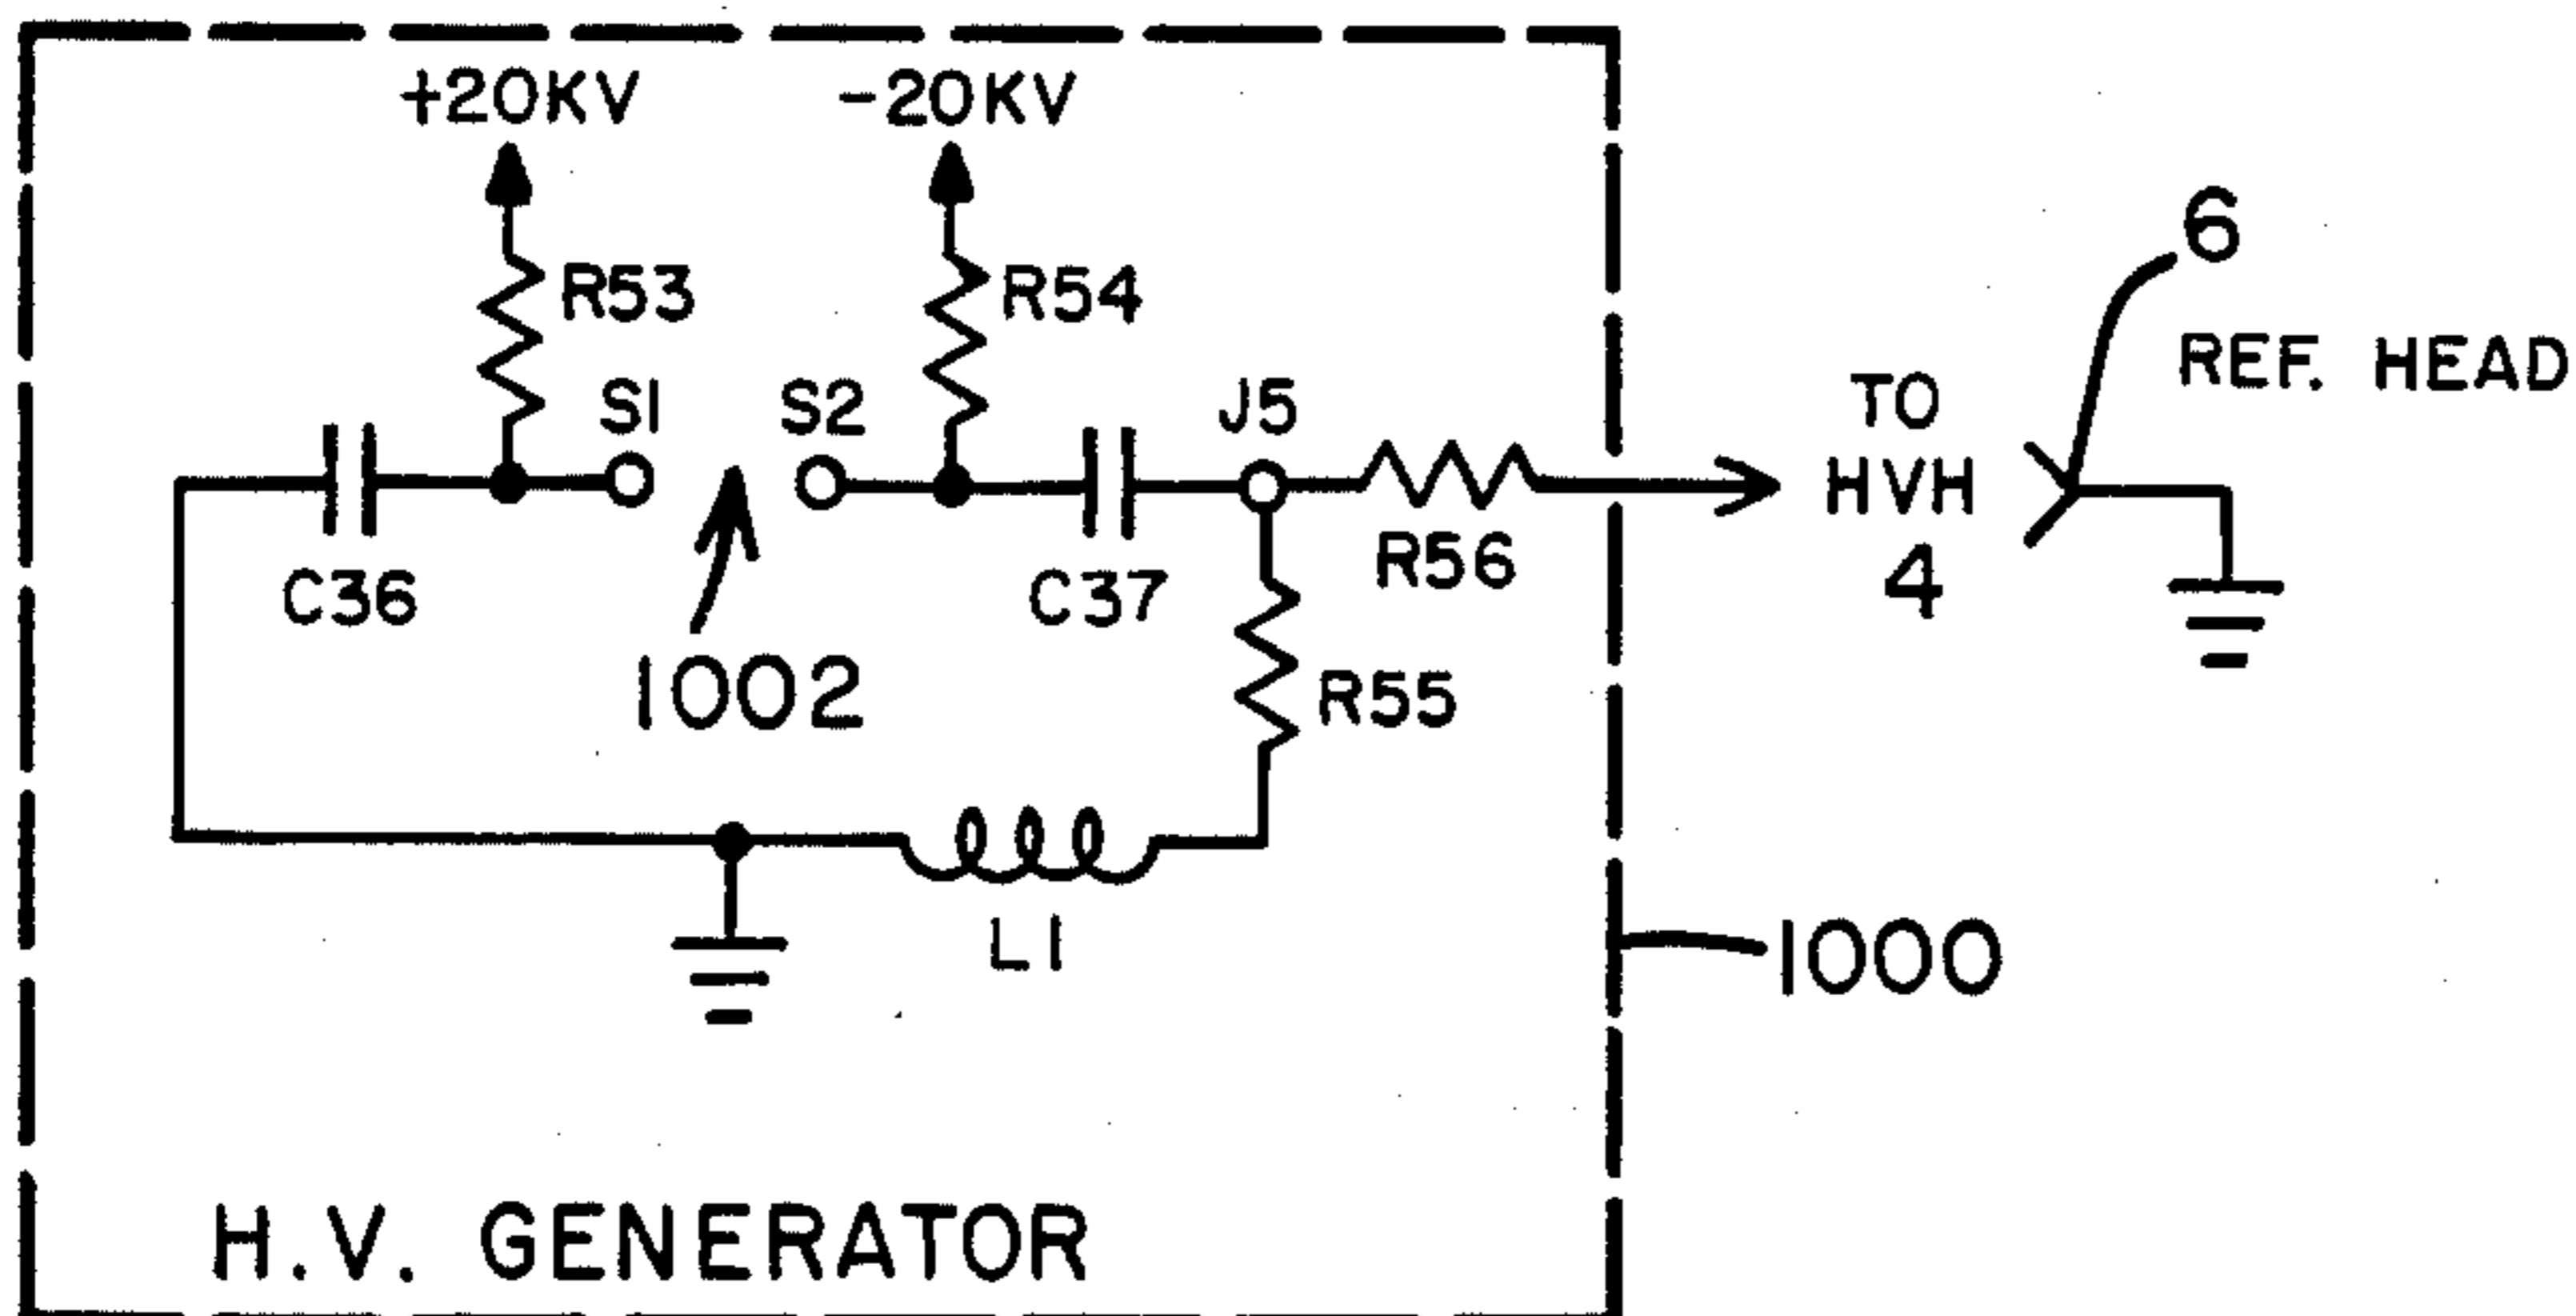 +20KV
-20KV
R53
R54
6
REF. HEAD
S1
S2
J5
TO
HVH
4
C36
C37
R56
1002
R55
L1
1000
H.V. GENERATOR